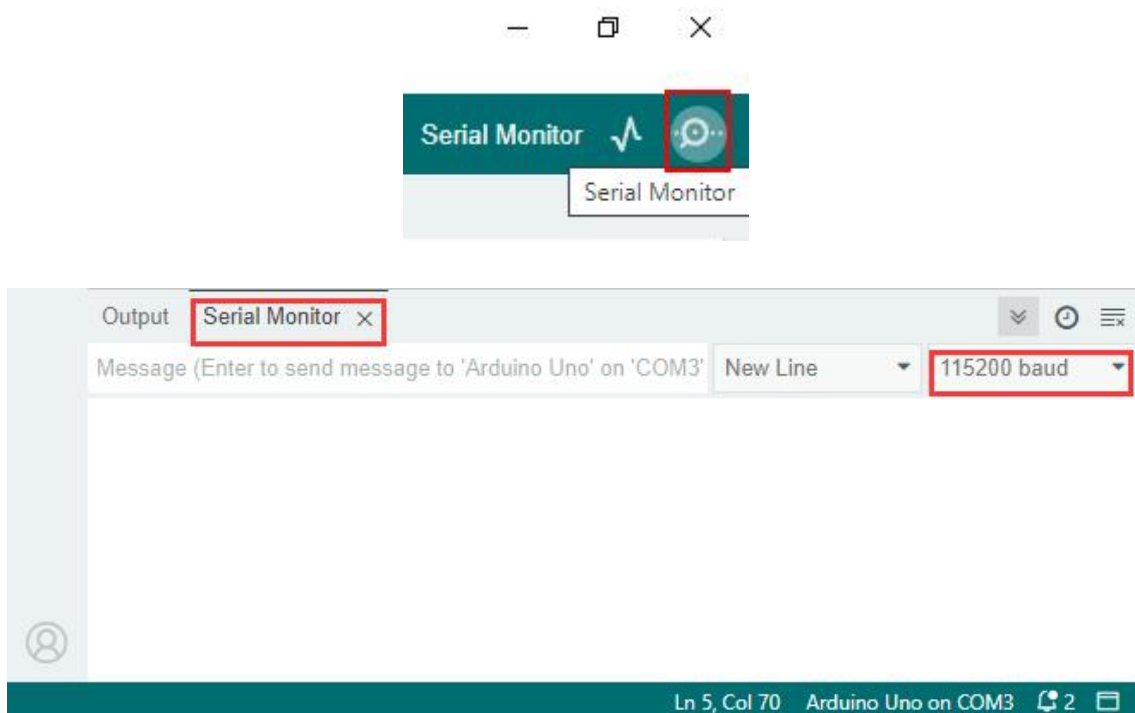 Serial Monitor
Serial Monitor
Output Serial Monitor
Message (Enter to send message to 'Arduino Uno' on 'COM3' New Line 115200 baud
Ln 5, Col 70 Arduino Uno on COM3 2